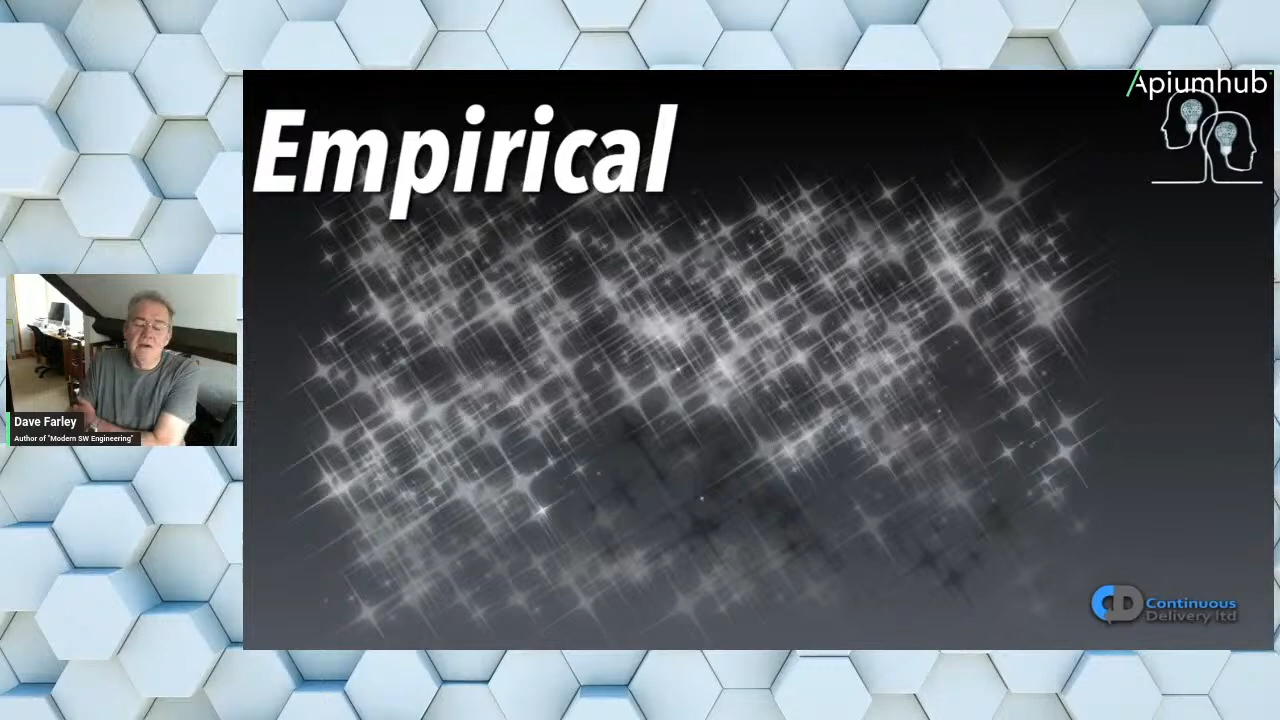 Empirical
Apiumhub
Dave Farley
Author of "Modern SW Engineering"
Continuous
Delivery ltd